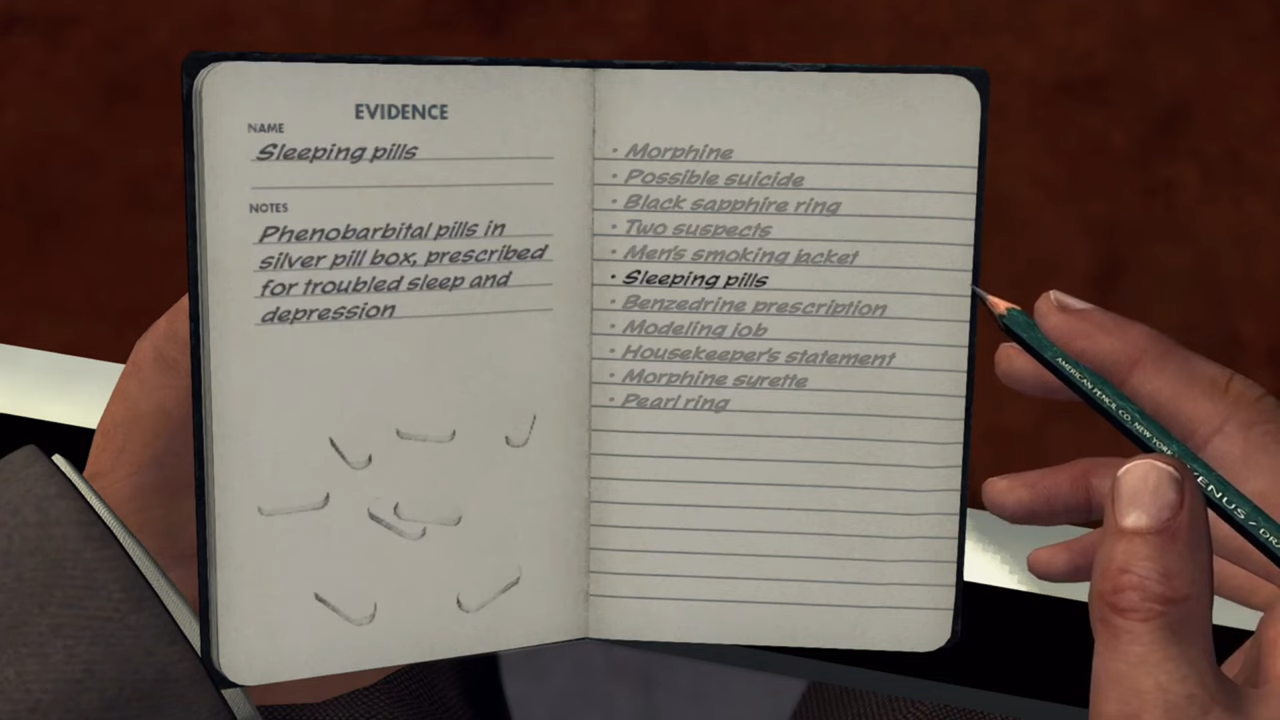 EVIDENCE
NAME
Sleeping pills
NOTES
Phenobarbital pills in
silver pill box, prescribed
for troubled sleep and
depression
· Morphine
· Possible suicide
· Black sapphire ring
· Two suspects
· Men's smoking jacket
· Sleeping pills
· Benzedrine prescription
· Modeling job
· Housekeeper's statement
· Morphine syrette
· Pearl ring
AMERICAN PENCIL CO. NEW YORK
VENUS / DRA